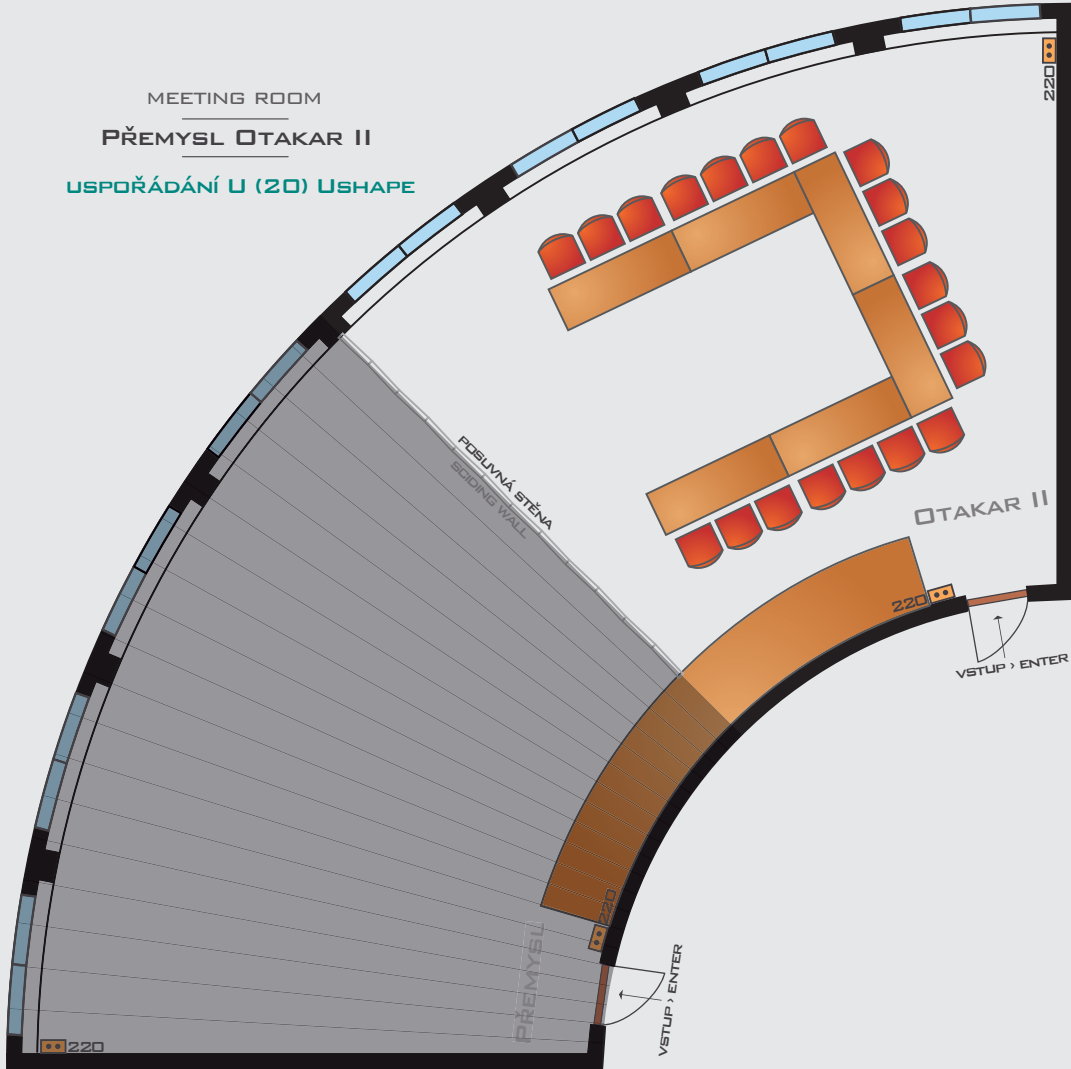 MEETING ROOM
PŘEMYSL OTAKAR II
USPOŘÁDÁNÍ U (20) USHAPE
220
POSUVNÁ STĚNA
SCIDING WALL
OTAKAR II
220
VSTUP › ENTER
220
PŘEMYSL
VSTUP › ENTER
220